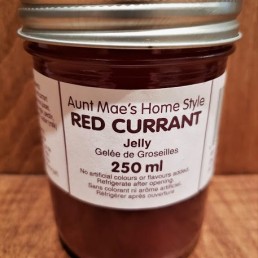 Aunt Mae's Home Style
RED CURRANT
Jelly
Gelée de Groseilles
250 ml
No artificial colours or flavours added.
Refrigerate after opening.
Sans colorent ni arôme artificiel.
Réfrigérer après ouverture